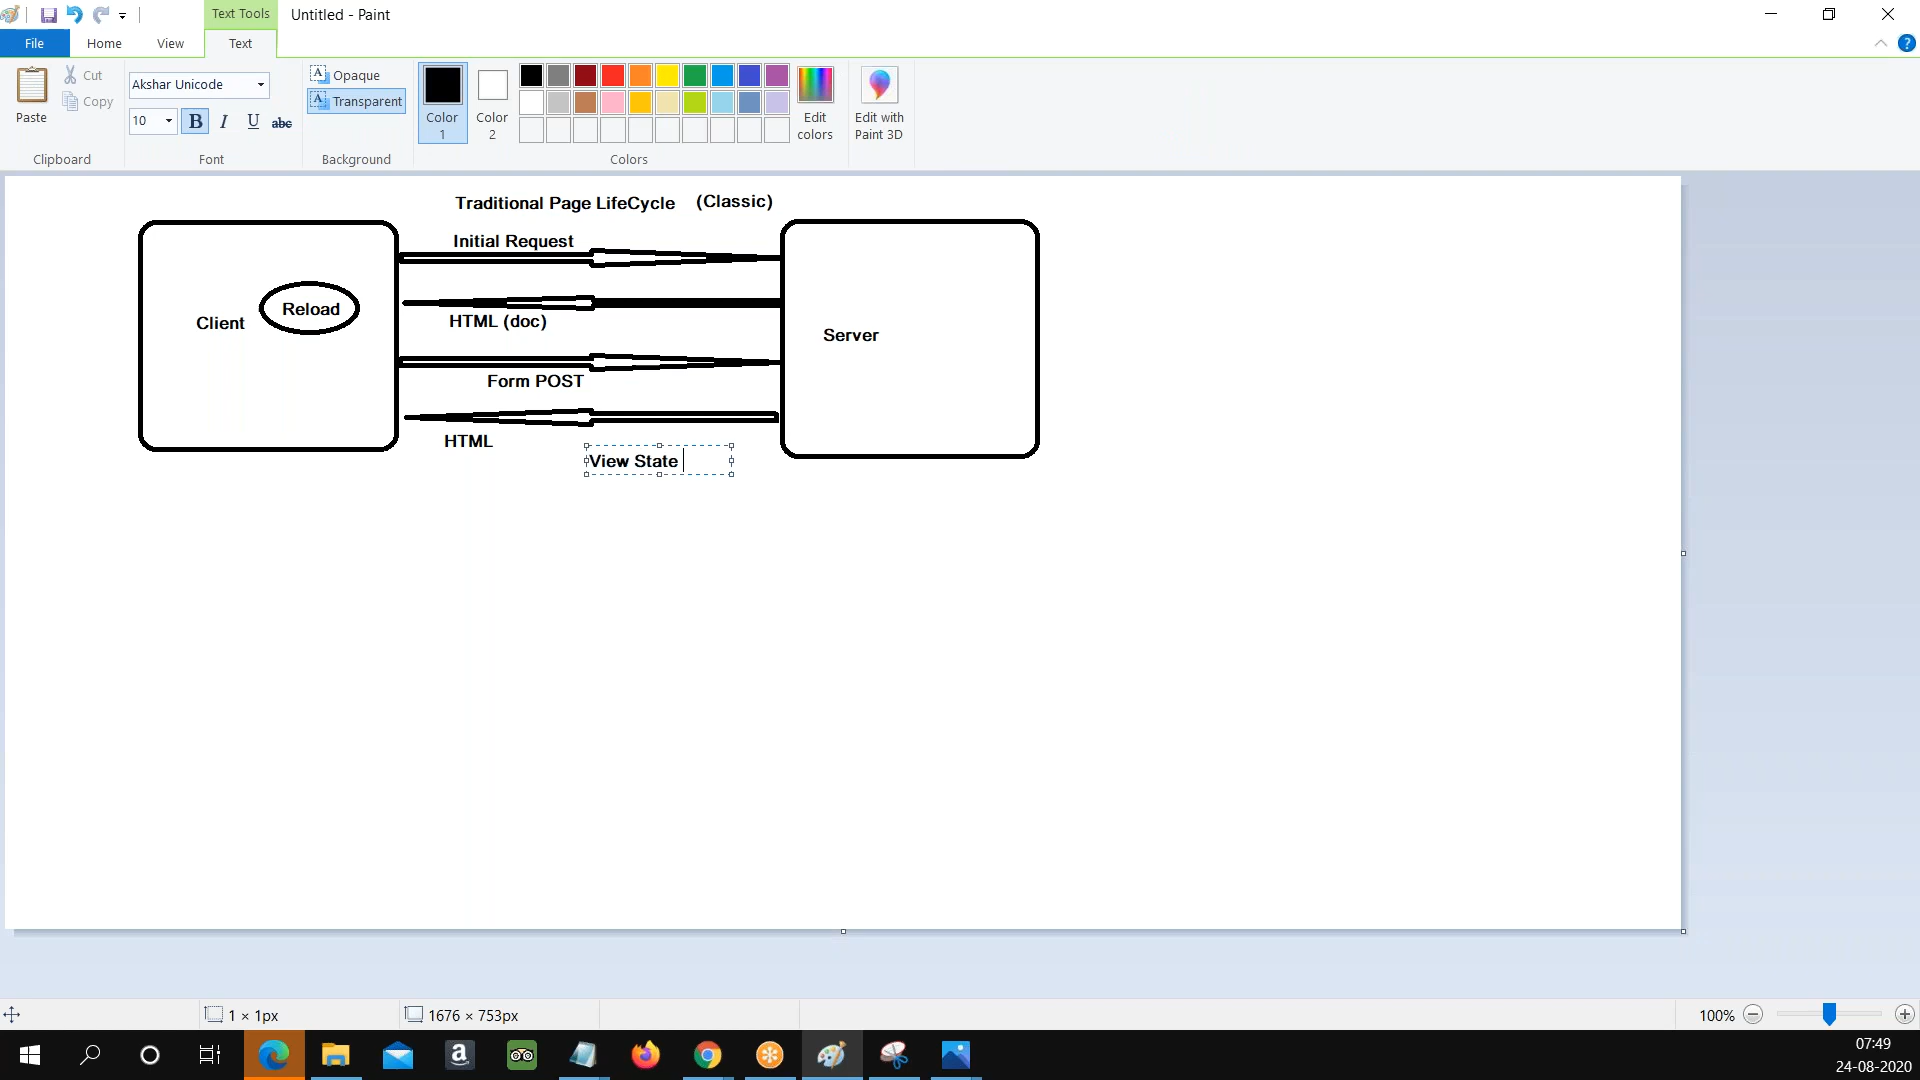 Text Tools
Untitled - Paint
File
Home
View
Text
Paste
Cut
Copy
Clipboard
Akshar Unicode
10
B I U abc
Font
Opaque
Transparent
Background
Color 1
Color 2
Edit colors
Colors
Edit with Paint 3D
Traditional Page LifeCycle (Classic)
Initial Request
Client
Reload
HTML (doc)
Server
Form POST
HTML
View State
1 × 1px
1676 × 753px
100%
07:49
24-08-2020